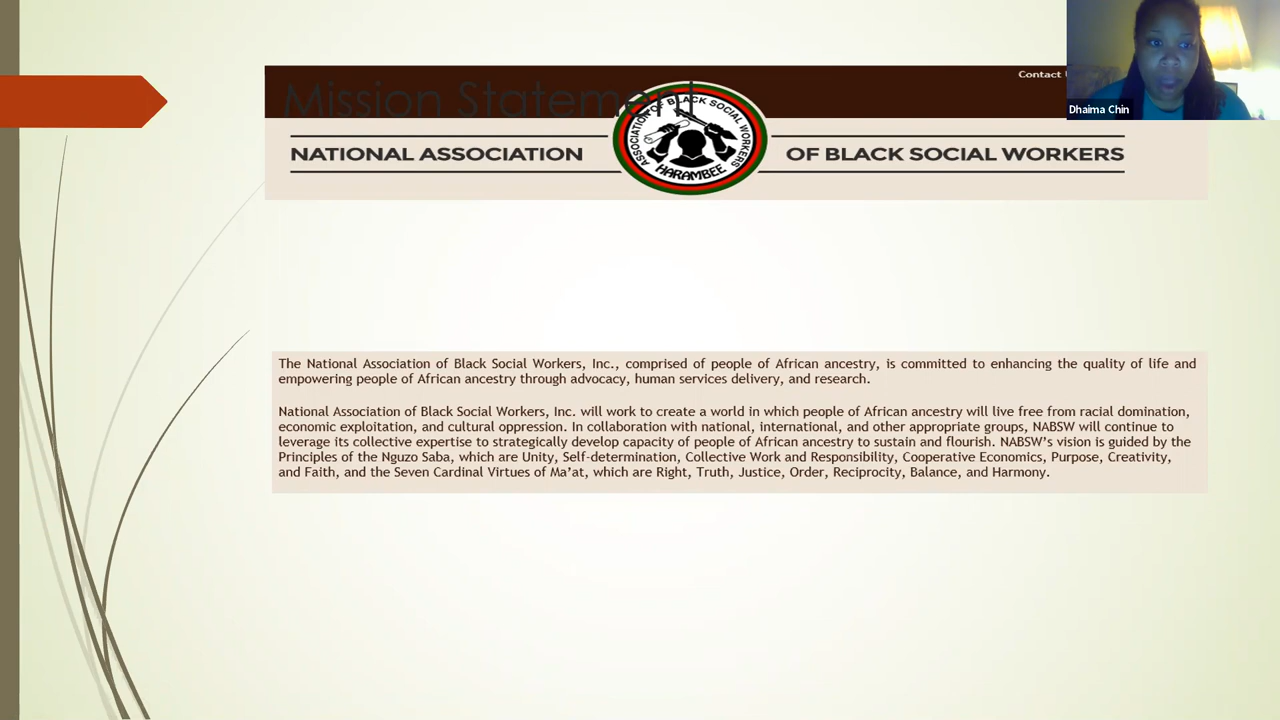 Contact
Mission Statement
ASSOCIATION OF BLACK SOCIAL WORKERS
HARAMBEE
NATIONAL ASSOCIATION
OF BLACK SOCIAL WORKERS
Dhaima Chin
The National Association of Black Social Workers, Inc., comprised of people of African ancestry, is committed to enhancing the quality of life and
empowering people of African ancestry through advocacy, human services delivery, and research.
National Association of Black Social Workers, Inc. will work to create a world in which people of African ancestry will live free from racial domination,
economic exploitation, and cultural oppression. In collaboration with national, international, and other appropriate groups, NABSW will continue to
leverage its collective expertise to strategically develop capacity of people of African ancestry to sustain and flourish. NABSW's vision is guided by the
Principles of the Nguzo Saba, which are Unity, Self-determination, Collective Work and Responsibility, Cooperative Economics, Purpose, Creativity,
and Faith, and the Seven Cardinal Virtues of Ma'at, which are Right, Truth, Justice, Order, Reciprocity, Balance, and Harmony.